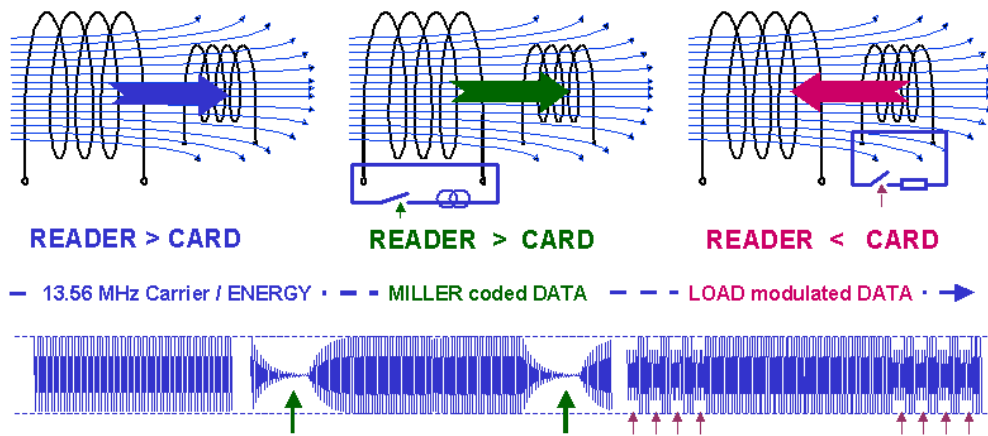 READER > CARD READER > CARD READER < CARD
13.56 MHz Carrier / ENERGY MILLER coded DATA LOAD modulated DATA